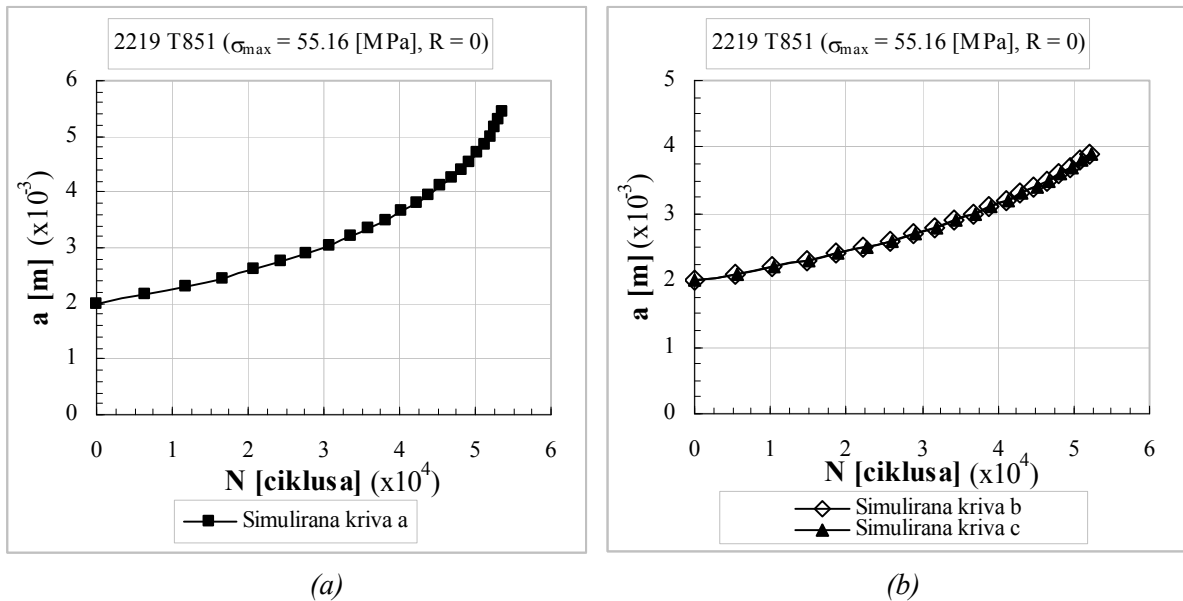 2219 T851 (σmax = 55.16 [MPa], R = 0)
6
5
4
3
2
1
0
a [m] (x10-3)
0 1 2 3 4 5 6
N [ciklusa] (x104)
Simulirana kriva a
(a)
2219 T851 (σmax = 55.16 [MPa], R = 0)
5
4
3
2
1
0
a [m] (x10-3)
0 1 2 3 4 5 6
N [ciklusa] (x104)
Simulirana kriva b
Simulirana kriva c
(b)